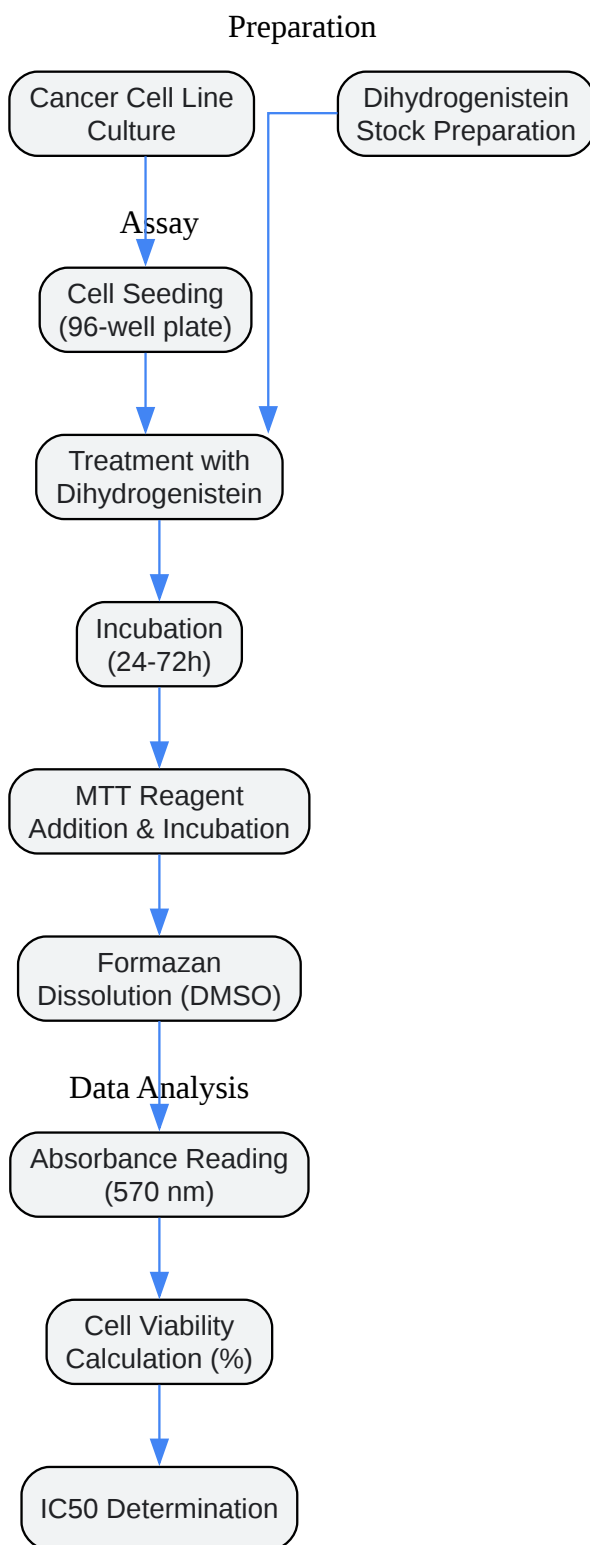 Preparation
Cancer Cell Line
Culture
Dihydrogenistein
Stock Preparation
Assay
Cell Seeding
(96-well plate)
Treatment with
Dihydrogenistein
Incubation
(24-72h)
MTT Reagent
Addition & Incubation
Formazan
Dissolution (DMSO)
Data Analysis
Absorbance Reading
(570 nm)
Cell Viability
Calculation (%)
IC50 Determination